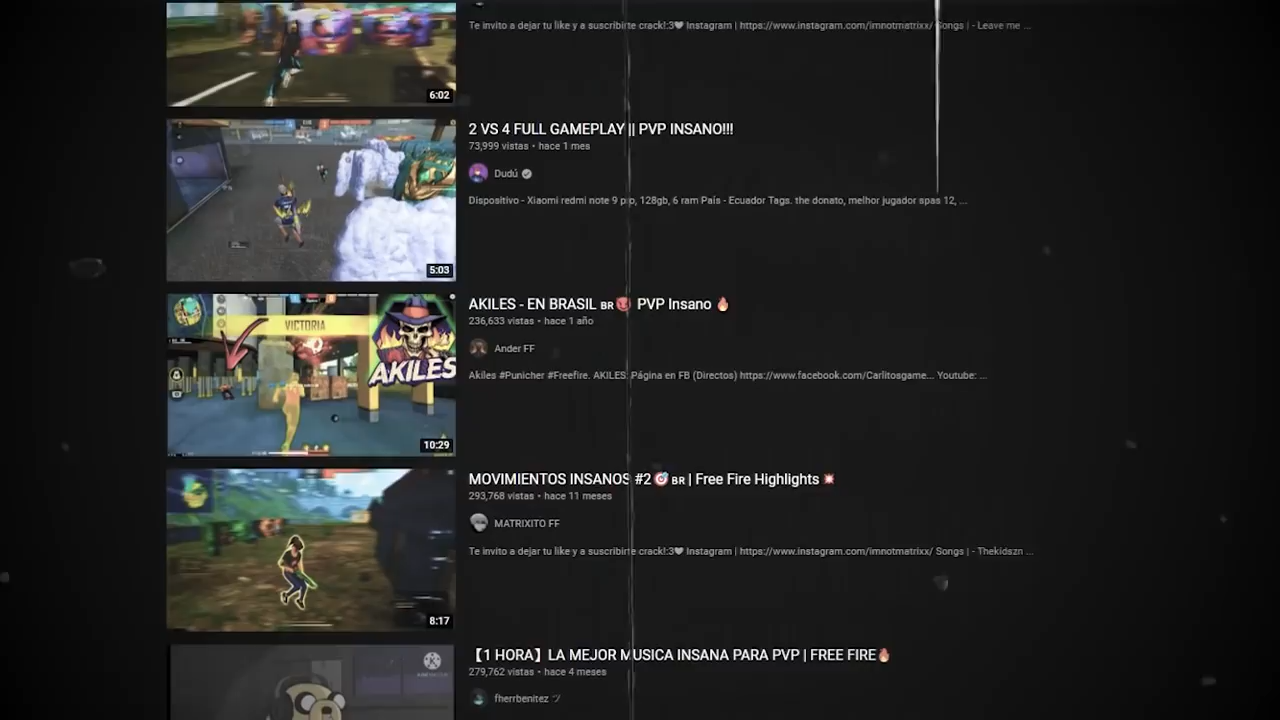 Te invito a dejar tu like y a suscribirte crack!:3🖤 Instagram | https://www.instagram.com/imnotmatrixx/ Songs | - Leave me ...
6:02
2 VS 4 FULL GAMEPLAY || PVP INSANO!!!
73,999 vistas • hace 1 mes
Dudú
Dispositivo - Xiaomi redmi note 9 pro, 128gb, 6 ram País - Ecuador Tags. the donato, melhor jugador spas 12, ...
5:03
AKILES - EN BRASIL 🇧🇷👹 PVP Insano 🔥
236,633 vistas • hace 1 año
Ander FF
Akiles #Punicher #Freefire. AKILES: Página en FB (Directos) https://www.facebook.com/Carlitosgame... Youtube: ...
VICTORIA
AKILES
10:29
MOVIMIENTOS INSANOS #2🎯 🇧🇷 | Free Fire Highlights 💥
293,768 vistas • hace 11 meses
MATRIXITO FF
Te invito a dejar tu like y a suscribirte crack!:3🖤 Instagram | https://www.instagram.com/imnotmatrixx/ Songs | - Thekidszn ...
8:17
【1 HORA】LA MEJOR MUSICA INSANA PARA PVP | FREE FIRE🔥
279,762 vistas • hace 4 meses
fherrbenitez ツ